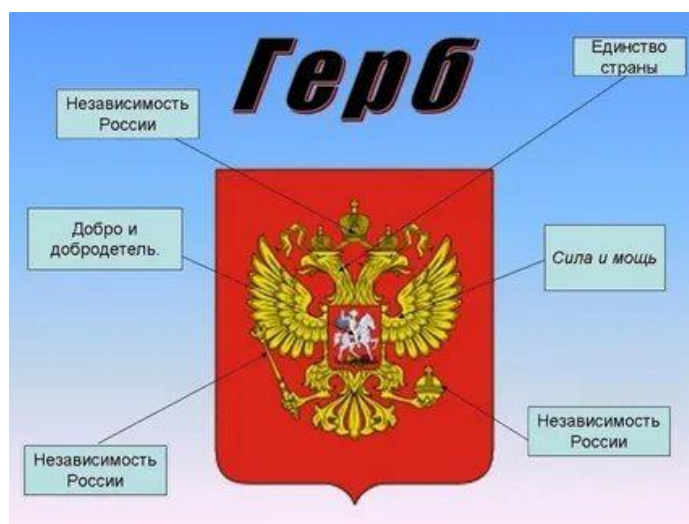 Герб
Единство
страны
Независимость
России
Добро и
добродетель.
Сила и мощь
Независимость
России
Независимость
России